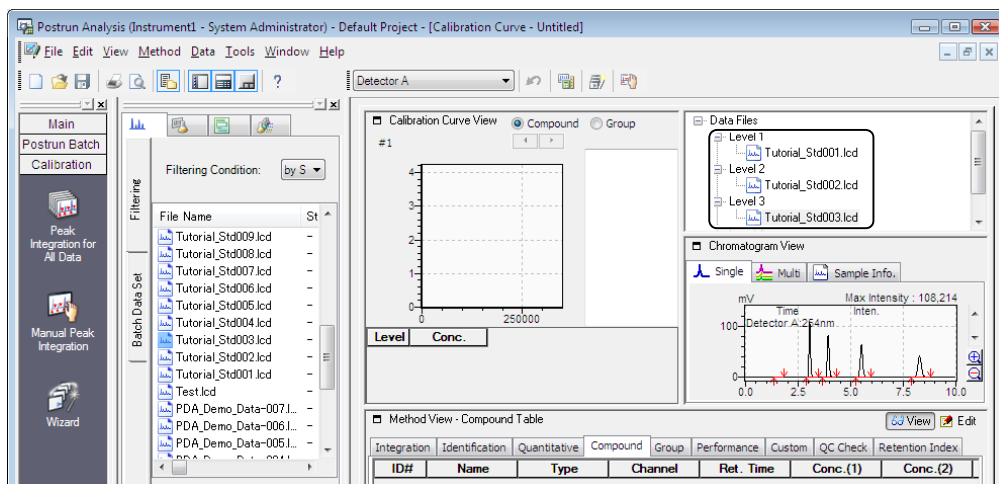 Postrun Analysis (Instrument1 - System Administrator) - Default Project - [Calibration Curve - Untitled]
File Edit View Method Data Tools Window Help
Detector A
Main
Postrun Batch
Calibration
Peak
Integration for
All Data
Manual Peak
Integration
Wizard
Filtering
Batch Data Set
Filtering Condition: by S
File Name St
Tutorial_Std009.lcd -
Tutorial_Std008.lcd -
Tutorial_Std007.lcd -
Tutorial_Std006.lcd -
Tutorial_Std005.lcd -
Tutorial_Std004.lcd -
Tutorial_Std003.lcd -
Tutorial_Std002.lcd -
Tutorial_Std001.lcd -
Test.lcd -
PDA_Demo_Data-007.l... -
PDA_Demo_Data-006.l... -
PDA_Demo_Data-005.l... -
Calibration Curve View Compound Group
#1
4
3
2
1
0
0 250000
Level Conc.
Data Files
Level 1
Tutorial_Std001.lcd
Level 2
Tutorial_Std002.lcd
Level 3
Tutorial_Std003.lcd
Chromatogram View
Single Multi Sample Info.
mV Max Intensity : 108,214
Time Inten.
100 Detector A:254nm
0
0.0 2.5 5.0 7.5 10.0
Method View - Compound Table View Edit
Integration Identification Quantitative Compound Group Performance Custom QC Check Retention Index
ID# Name Type Channel Ret. Time Conc.(1) Conc.(2)